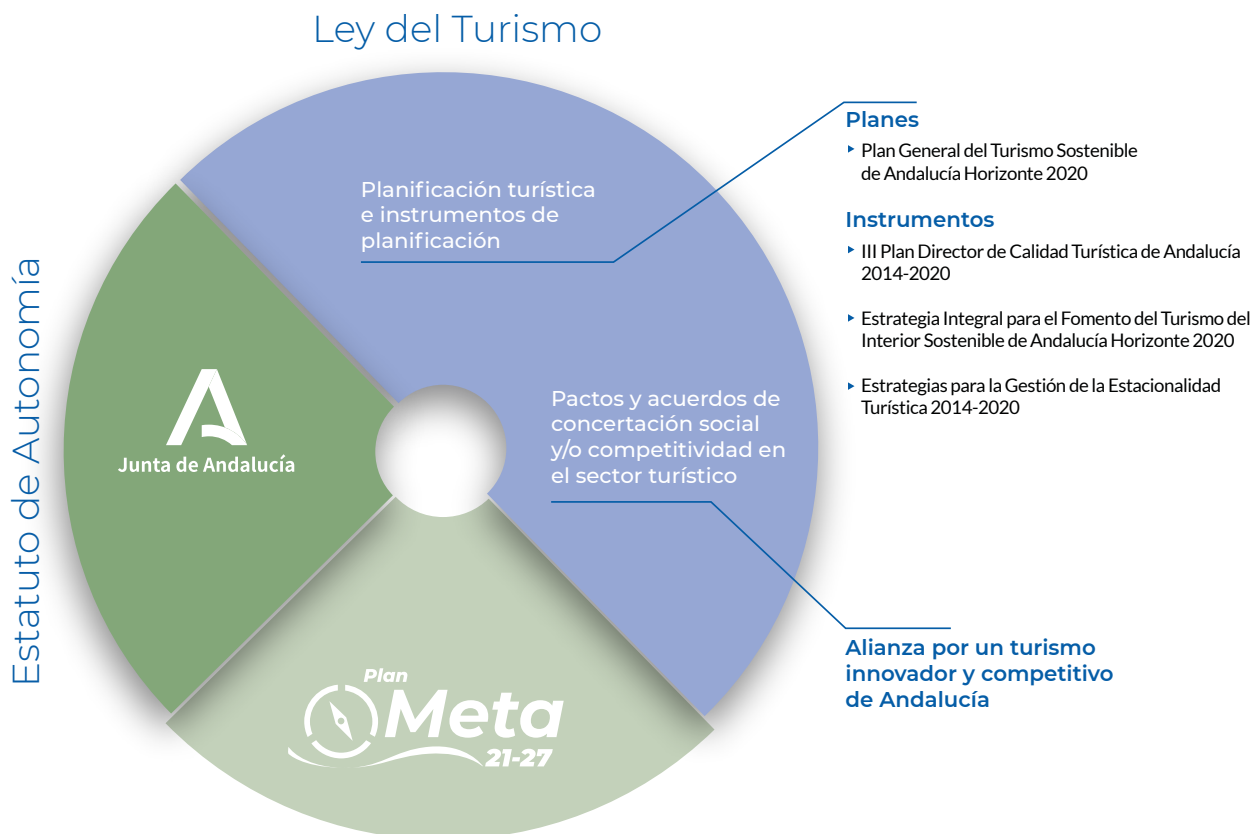 Ley del Turismo
Estatuto de Autonomía
Planificación turística
e instrumentos de
planificación
Planes
▸ Plan General del Turismo Sostenible
de Andalucía Horizonte 2020
Instrumentos
▸ III Plan Director de Calidad Turística de Andalucía
2014-2020
▸ Estrategia Integral para el Fomento del Turismo del
Interior Sostenible de Andalucía Horizonte 2020
▸ Estrategias para la Gestión de la Estacionalidad
Turística 2014-2020
Junta de Andalucía
Pactos y acuerdos de
concertación social
y/o competitividad en
el sector turístico
Alianza por un turismo
innovador y competitivo
de Andalucía
Plan
Meta
21-27